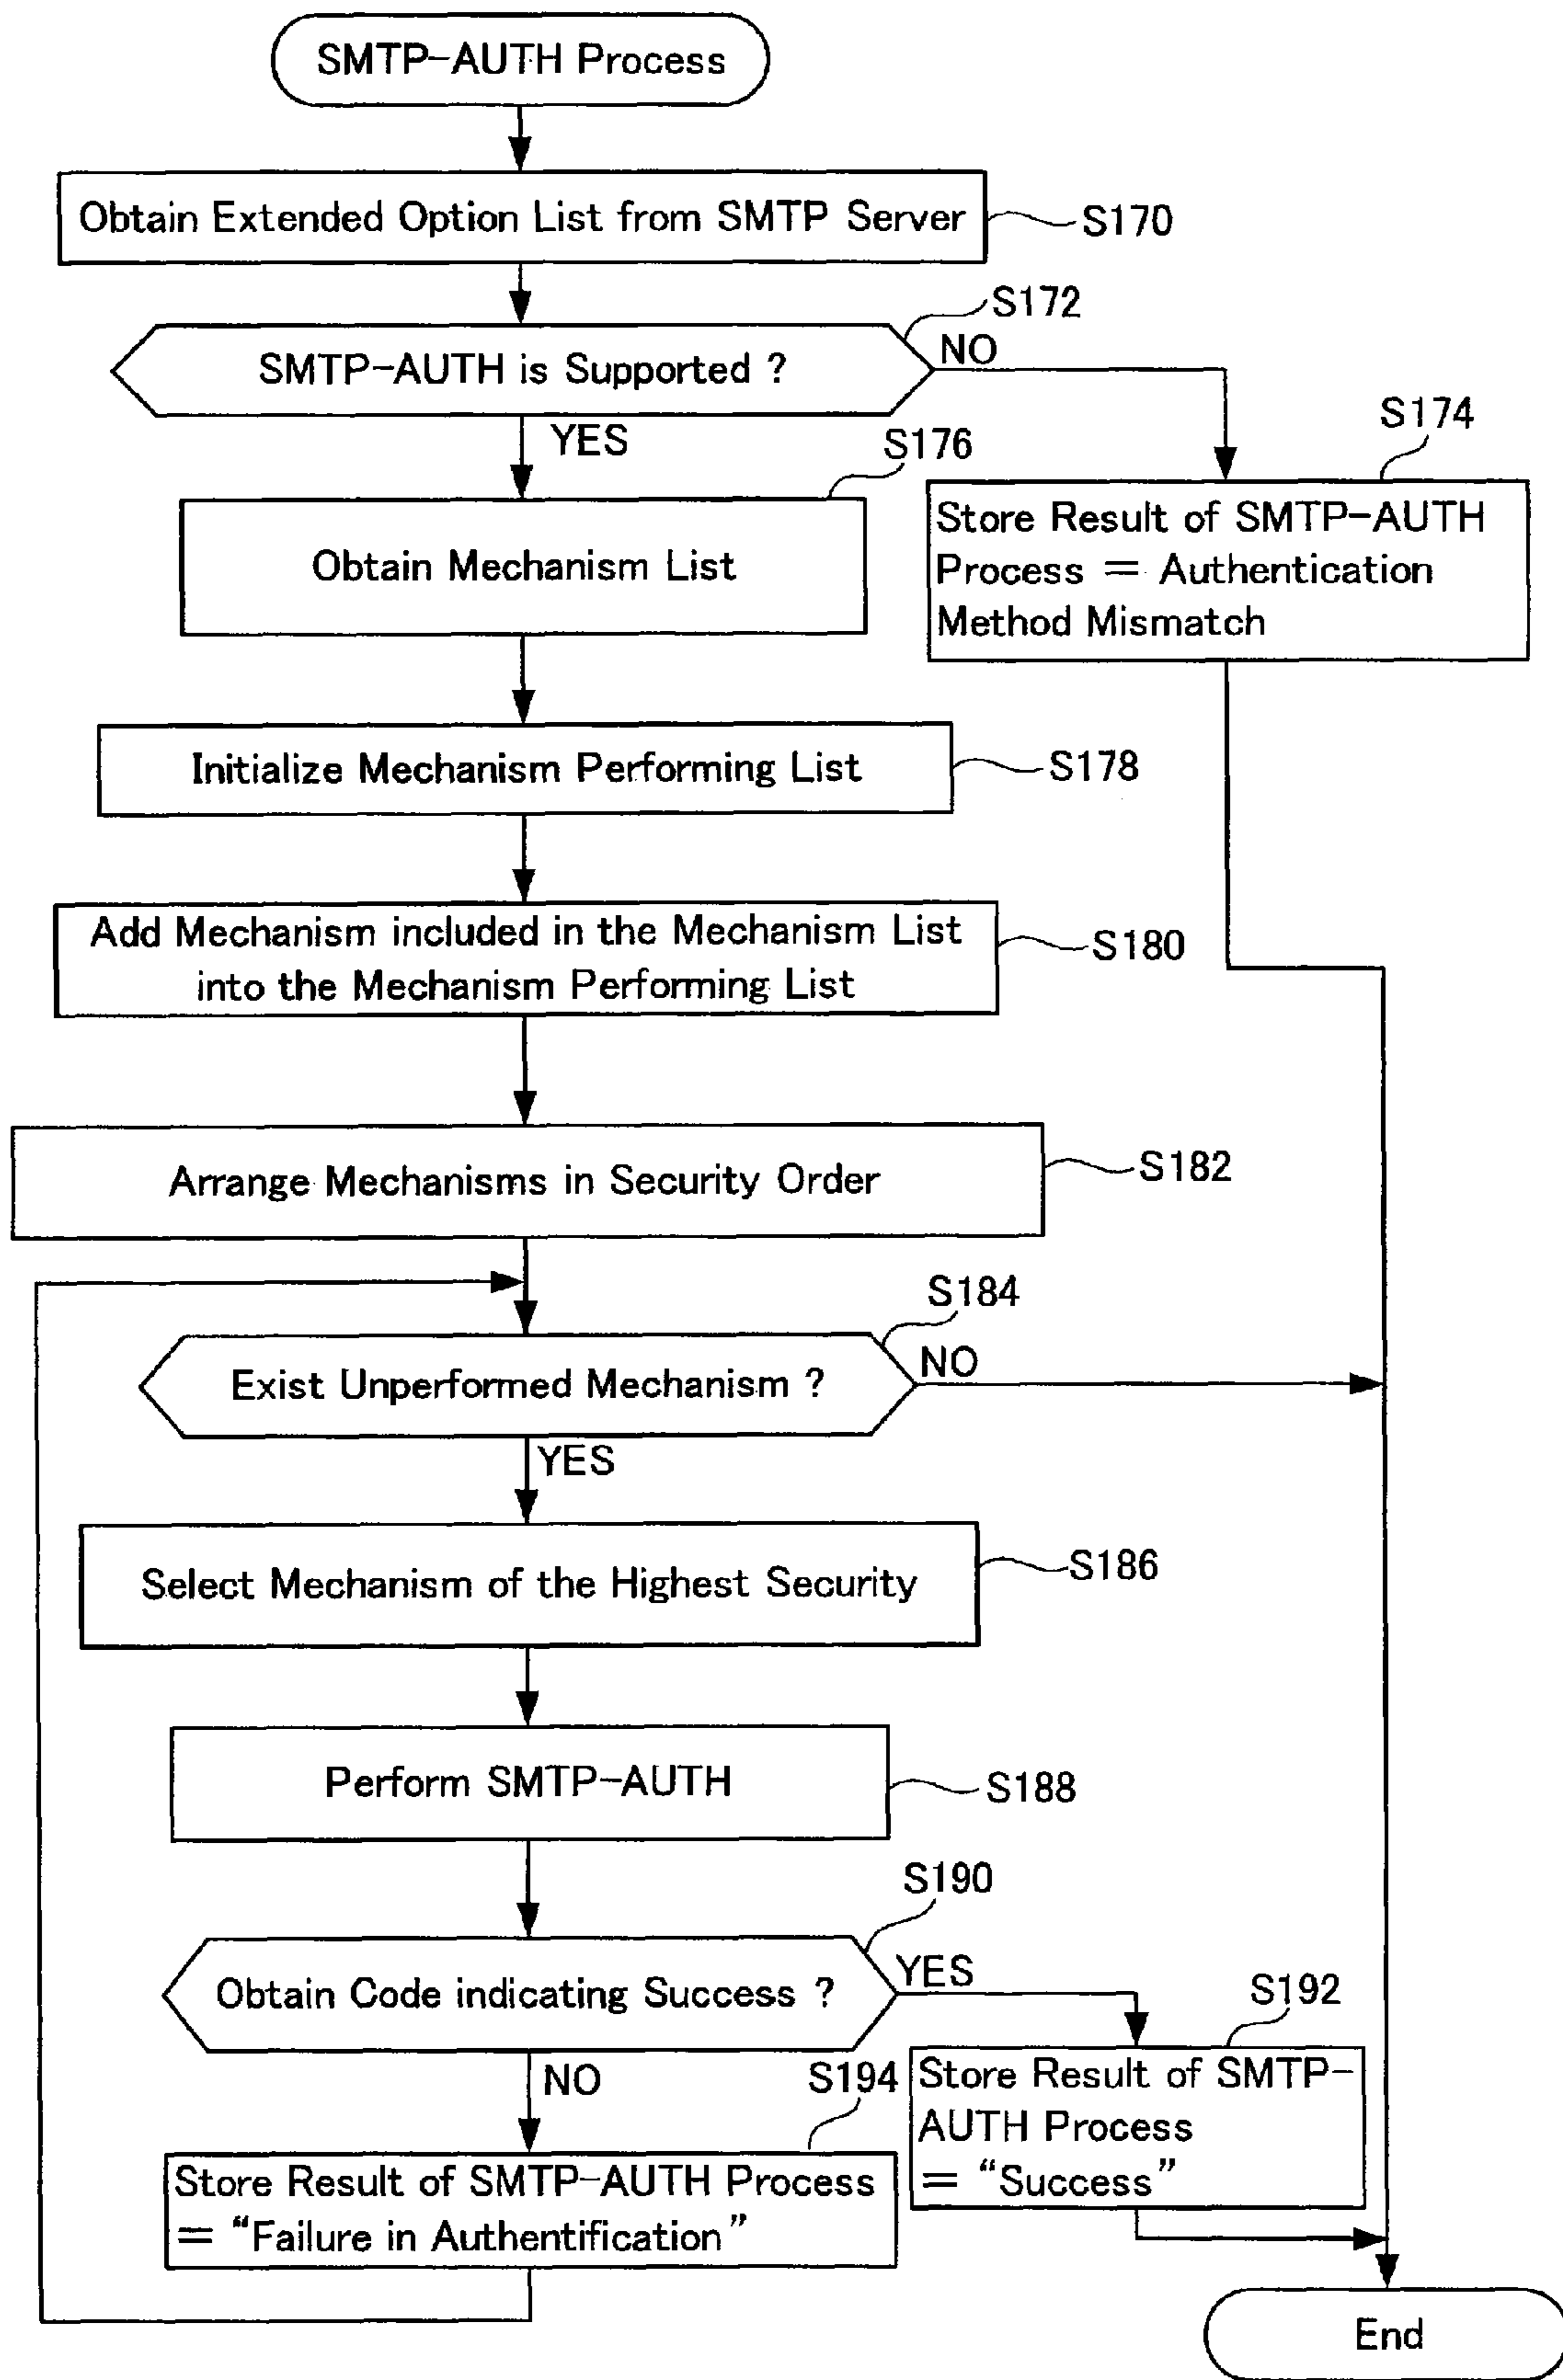 SMTP-AUTH Process
Obtain Extended Option List from SMTP Server
S170
S172
SMTP-AUTH is Supported ?
NO
YES
S174
Store Result of SMTP-AUTH
Process = Authentication
Method Mismatch
S176
Obtain Mechanism List
Initialize Mechanism Performing List
S178
Add Mechanism included in the Mechanism List
into the Mechanism Performing List
S180
Arrange Mechanisms in Security Order
S182
S184
Exist Unperformed Mechanism ?
NO
YES
Select Mechanism of the Highest Security
S186
Perform SMTP-AUTH
S188
S190
Obtain Code indicating Success ?
YES
NO
S192
Store Result of SMTP-
AUTH Process
= “Success”
S194
Store Result of SMTP-AUTH Process
= “Failure in Authentification”
End